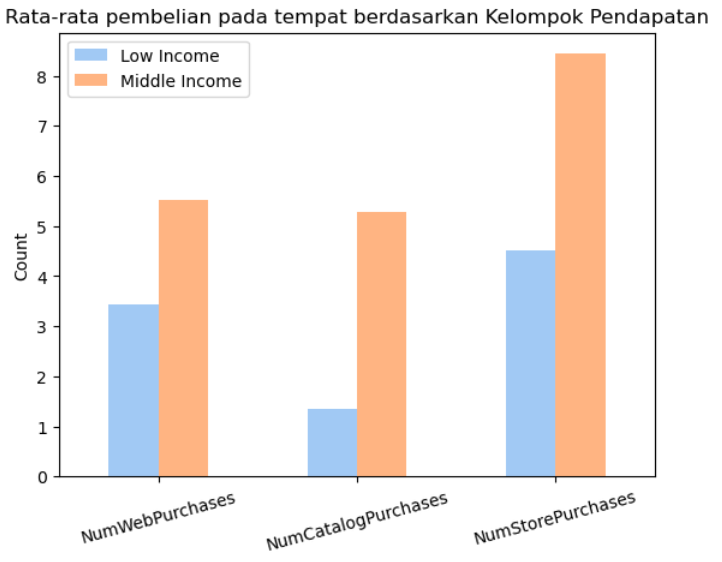 Rata-rata pembelian pada tempat berdasarkan Kelompok Pendapatan
Low Income
Middle Income
Count
8
7
6
5
4
3
2
1
0
NumWebPurchases
NumCatalogPurchases
NumStorePurchases